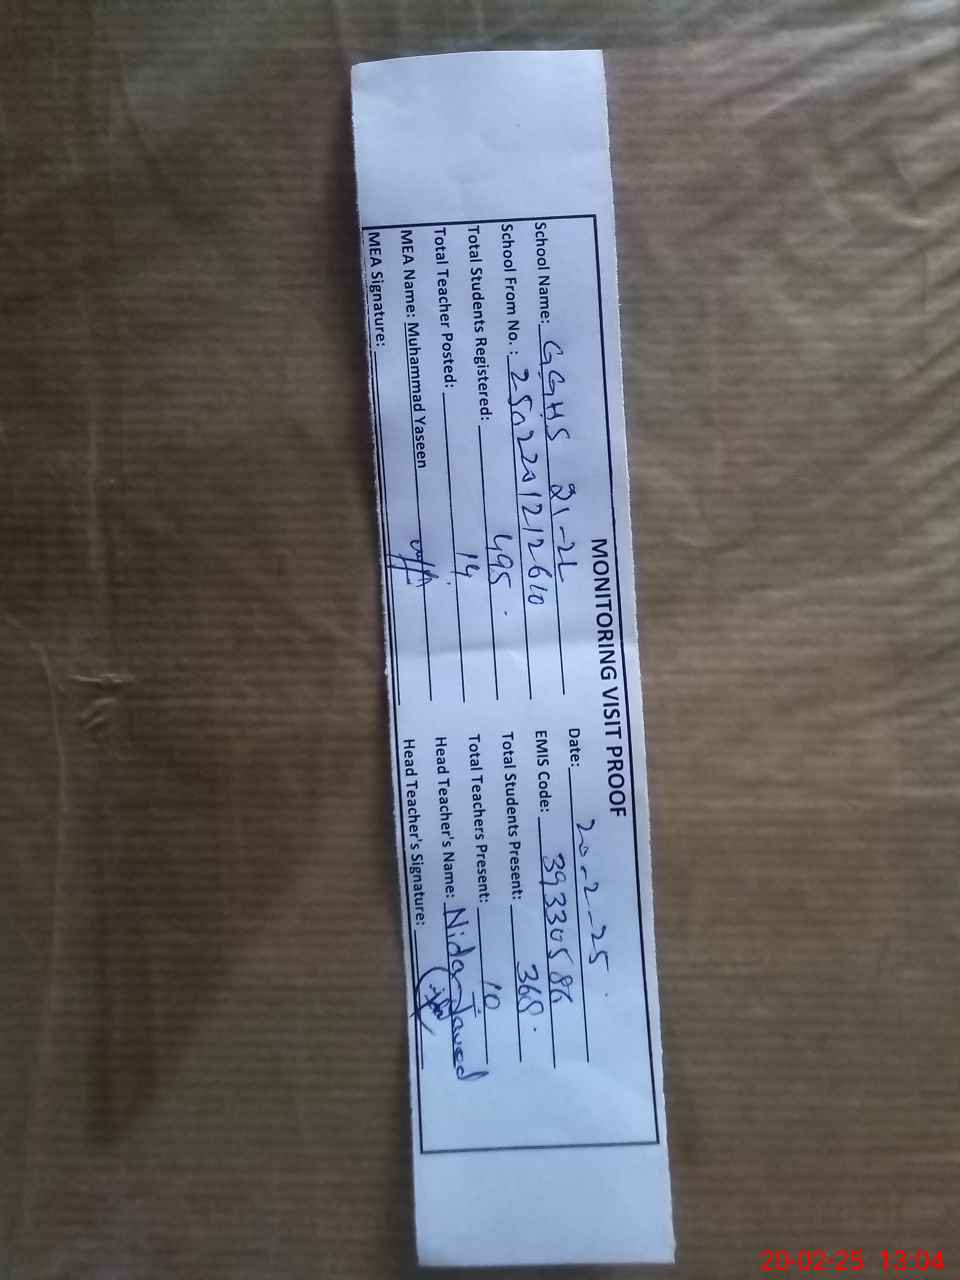 MONITORING VISIT PROOF
School Name: GGHS 21-2L Date: 20-2-25
School From No. : 2502201212610 EMIS Code: 39330586
Total Students Registered: 495 Total Students Present: 368
Total Teacher Posted: 14 Total Teachers Present: 10
MEA Name: Muhammad Yaseen Head Teacher's Name: Nida Javed
MEA Signature: Head Teacher's Signature:
20-02-25 13:04